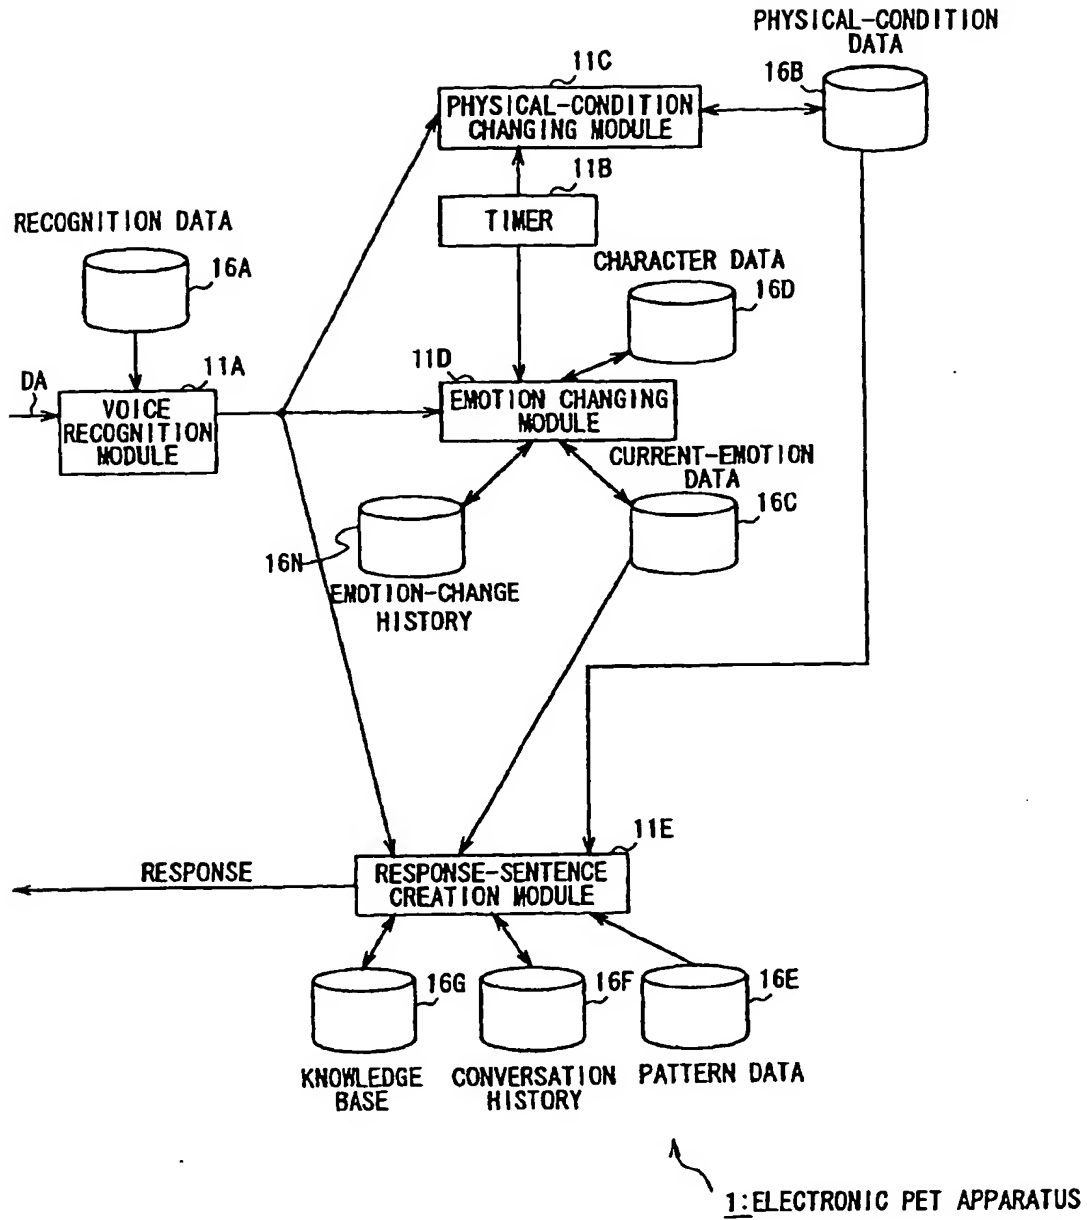 PHYSICAL-CONDITION
DATA
11C
16B
PHYSICAL-CONDITION
CHANGING MODULE
11B
TIMER
RECOGNITION DATA
16A
CHARACTER DATA
16D
11D
EMOTION CHANGING
MODULE
DA
11A
VOICE
RECOGNITION
MODULE
CURRENT-EMOTION
DATA
16C
16N
EMOTION-CHANGE
HISTORY
11E
RESPONSE-SENTENCE
CREATION MODULE
RESPONSE
16G
16F
16E
KNOWLEDGE
BASE
CONVERSATION
HISTORY
PATTERN DATA
1:ELECTRONIC PET APPARATUS